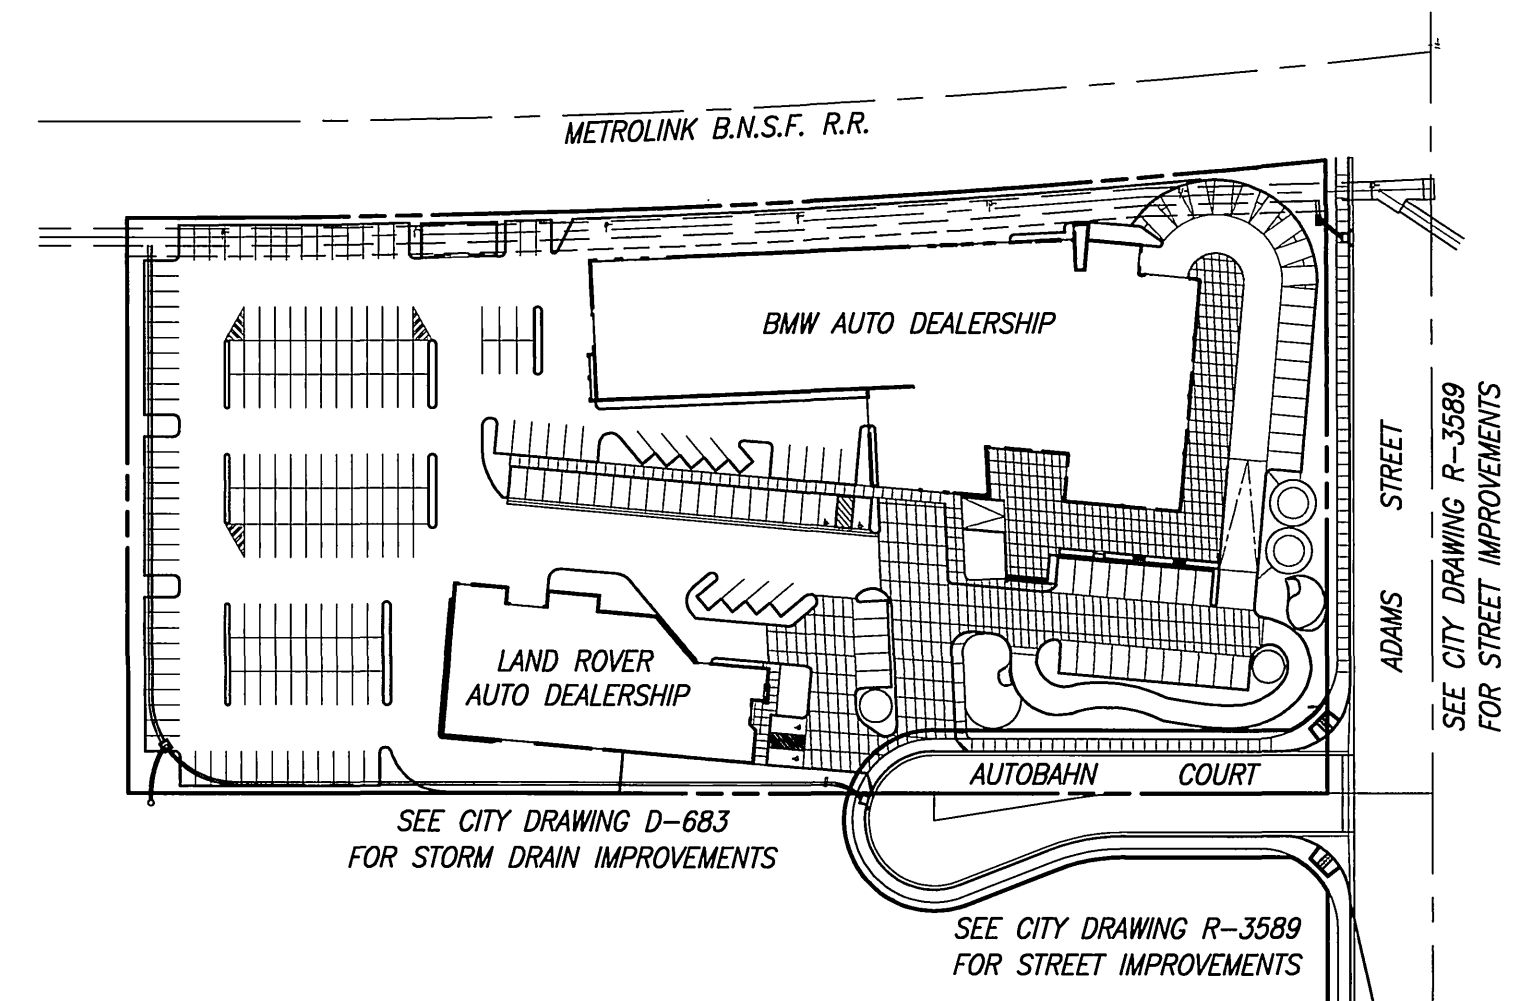 METROLINK B.N.S.F. R.R.
BMW AUTO DEALERSHIP
LAND ROVER
AUTO DEALERSHIP
ADAMS STREET
SEE CITY DRAWING R-3589
FOR STREET IMPROVEMENTS
AUTOBAHN COURT
SEE CITY DRAWING D-683
FOR STORM DRAIN IMPROVEMENTS
SEE CITY DRAWING R-3589
FOR STREET IMPROVEMENTS